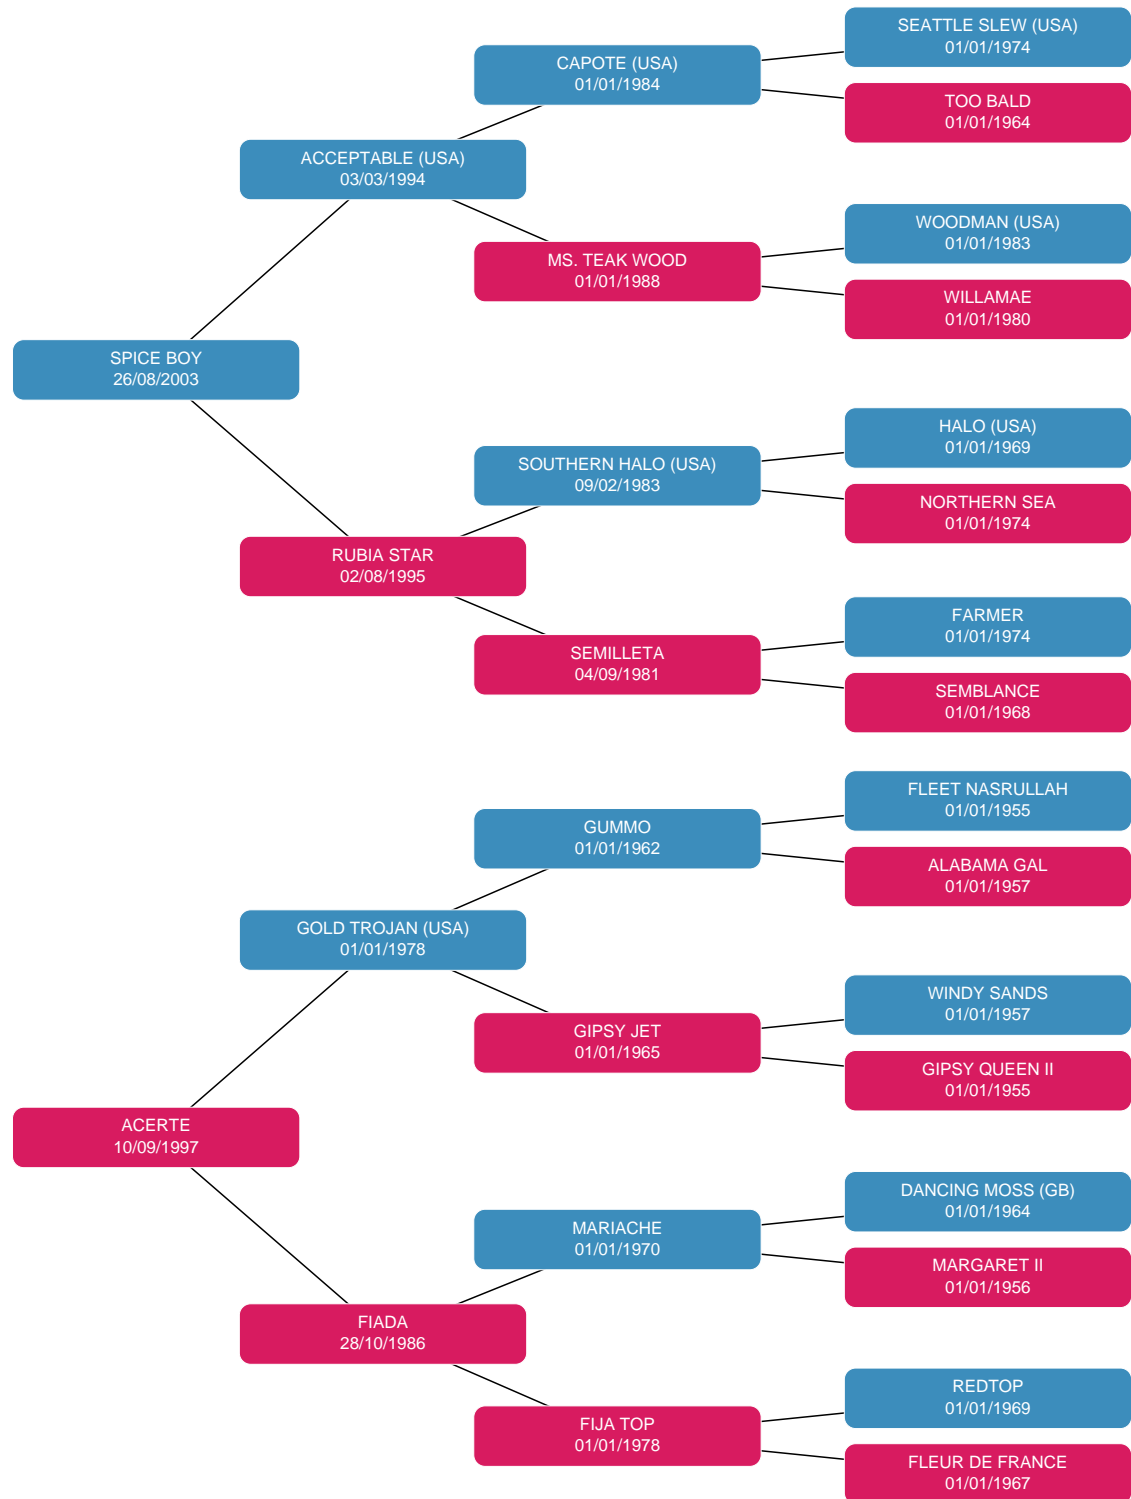 SEATTLE SLEW (USA)
01/01/1974
CAPOTE (USA)
01/01/1984
TOO BALD
01/01/1964
ACCEPTABLE (USA)
03/03/1994
WOODMAN (USA)
01/01/1983
MS. TEAK WOOD
01/01/1988
WILLAMAE
01/01/1980
SPICE BOY
26/08/2003
HALO (USA)
01/01/1969
SOUTHERN HALO (USA)
09/02/1983
NORTHERN SEA
01/01/1974
RUBIA STAR
02/08/1995
FARMER
01/01/1974
SEMILLETA
04/09/1981
SEMBLANCE
01/01/1968
FLEET NASRULLAH
01/01/1955
GUMMO
01/01/1962
ALABAMA GAL
01/01/1957
GOLD TROJAN (USA)
01/01/1978
WINDY SANDS
01/01/1957
GIPSY JET
01/01/1965
GIPSY QUEEN II
01/01/1955
ACERTE
10/09/1997
DANCING MOSS (GB)
01/01/1964
MARIACHE
01/01/1970
MARGARET II
01/01/1956
FIADA
28/10/1986
REDTOP
01/01/1969
FIJA TOP
01/01/1978
FLEUR DE FRANCE
01/01/1967